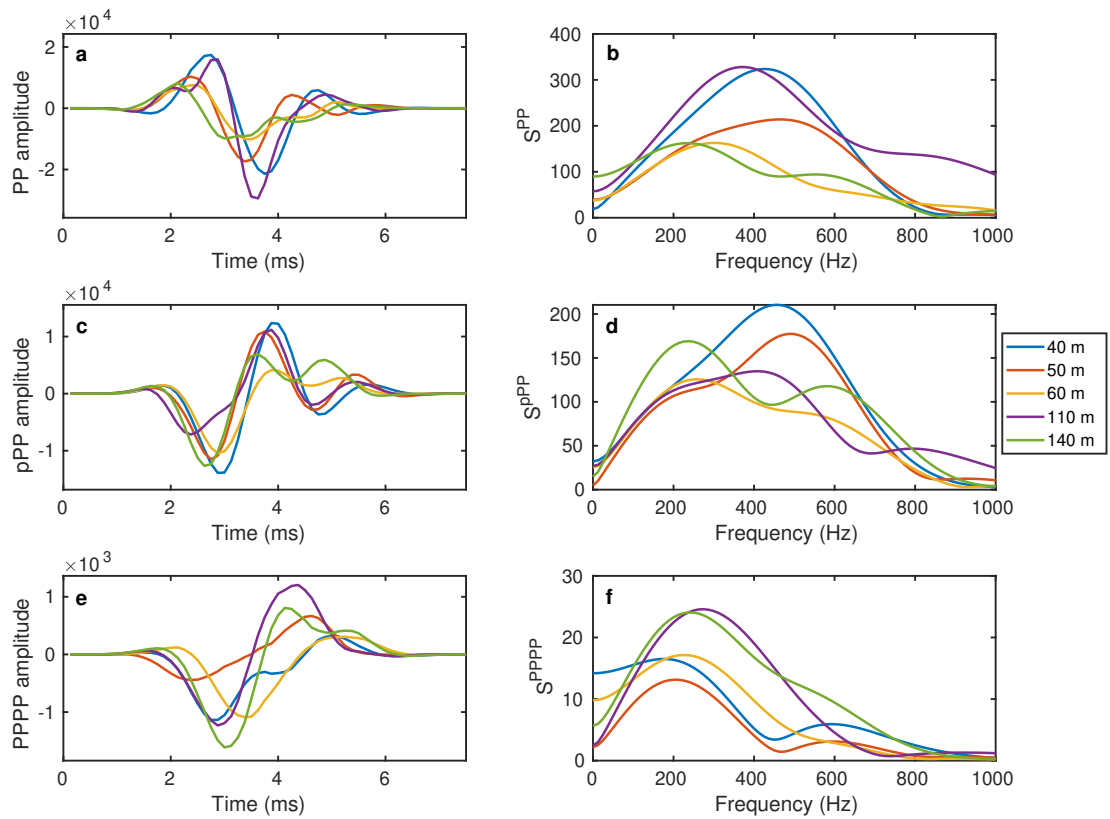 ×10^4
a
PP amplitude
2
0
-2
0
2
4
6
Time (ms)
b
S^PP
400
300
200
100
0
0
200
400
600
800
1000
Frequency (Hz)
×10^4
c
pPP amplitude
1
0
-1
0
2
4
6
Time (ms)
d
S^pPP
200
150
100
50
0
0
200
400
600
800
1000
Frequency (Hz)
40 m
50 m
60 m
110 m
140 m
×10^3
e
PPPP amplitude
1
0
-1
0
2
4
6
Time (ms)
f
S^PPPP
30
20
10
0
0
200
400
600
800
1000
Frequency (Hz)